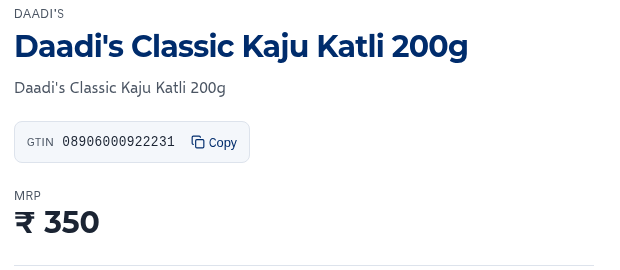 DAADI'S
Daadi's Classic Kaju Katli 200g
Daadi's Classic Kaju Katli 200g
GTIN 08906000922231 Copy
MRP
₹ 350